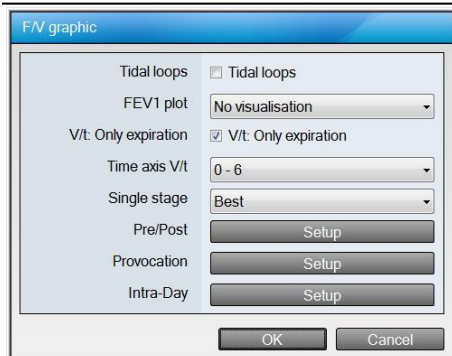 F/V graphic
Tidal loops Tidal loops
FEV1 plot No visualisation
V/t: Only expiration V/t: Only expiration
Time axis V/t 0 - 6
Single stage Best
Pre/Post Setup
Provocation Setup
Intra-Day Setup
OK Cancel